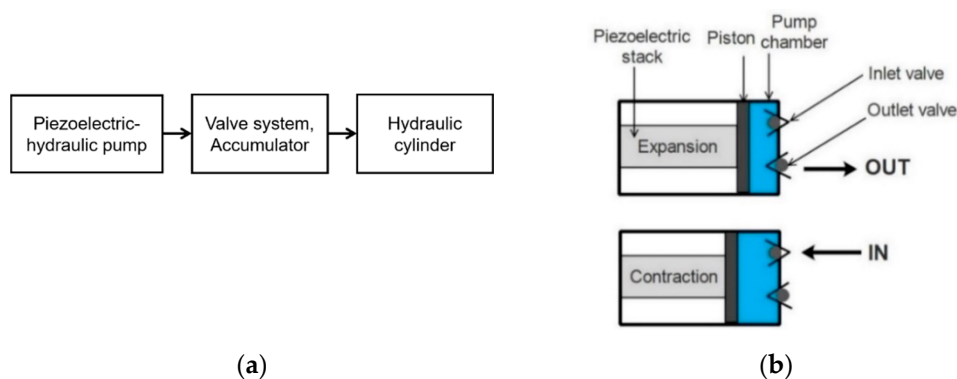 Piezoelectric-
hydraulic pump
Valve system,
Accumulator
Hydraulic
cylinder
(a)
Piezoelectric
stack
Piston
Pump
chamber
Inlet valve
Outlet valve
Expansion
OUT
IN
Contraction
(b)